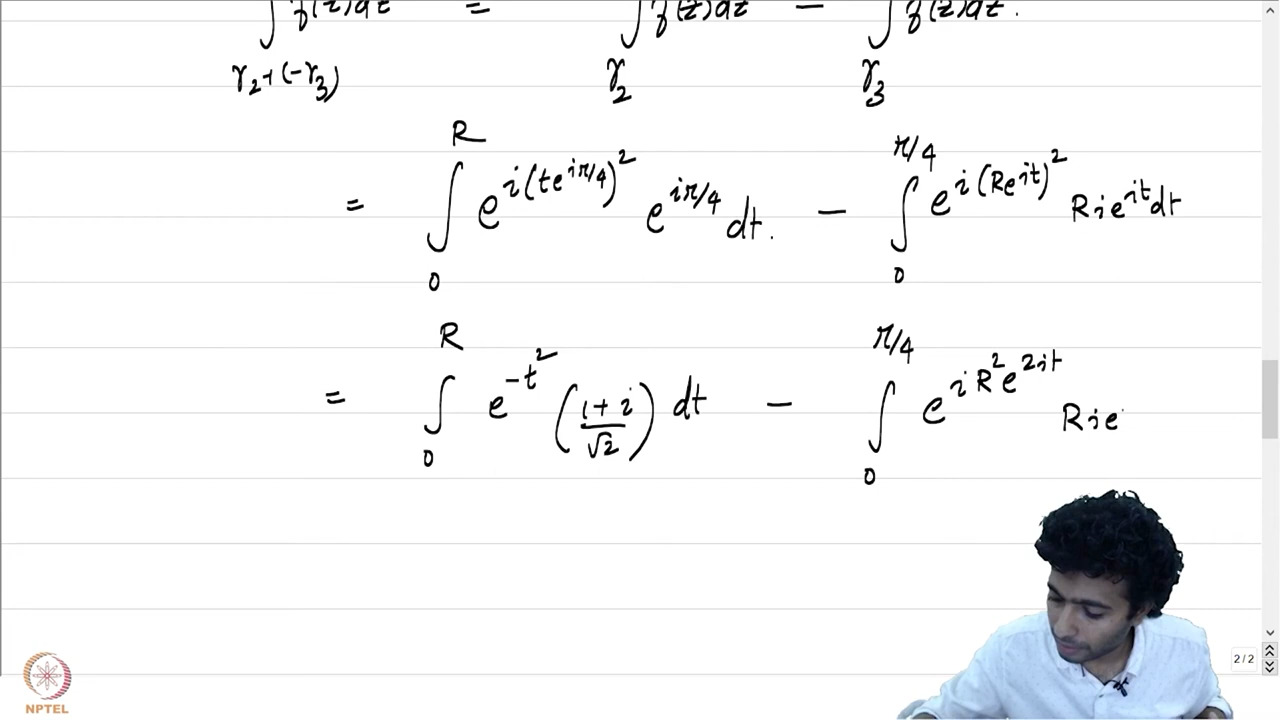 ∫ f(z)dz = ∫ f(z)dz − ∫ f(z)dz.
γ₂+(−γ₃) γ₂ γ₃
= ∫₀^R e^{i(te^{iπ/4})²} e^{iπ/4} dt. − ∫₀^{π/4} e^{i(Re^{it})²} Rie^{it}dt
= ∫₀^R e^{−t²} ((1+i)/√2) dt − ∫₀^{π/4} e^{iR²e^{2it}} Rie
2/2
NPTEL